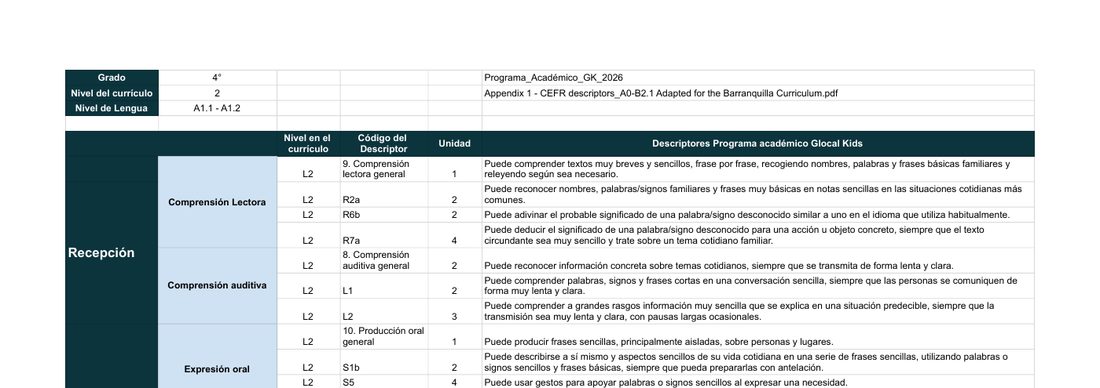 Grado 4° Programa_Académico_GK_2026
Nivel del currículo 2 Appendix 1 - CEFR descriptors_A0-B2.1 Adapted for the Barranquilla Curriculum.pdf
Nivel de Lengua A1.1 - A1.2
Nivel en el currículo Código del Descriptor Unidad Descriptores Programa académico Glocal Kids
Recepción
Comprensión Lectora
L2 9. Comprensión lectora general 1 Puede comprender textos muy breves y sencillos, frase por frase, recogiendo nombres, palabras y frases básicas familiares y
releyendo según sea necesario.
L2 R2a 2 Puede reconocer nombres, palabras/signos familiares y frases muy básicas en notas sencillas en las situaciones cotidianas más
comunes.
L2 R6b 2 Puede adivinar el probable significado de una palabra/signo desconocido similar a uno en el idioma que utiliza habitualmente.
L2 R7a 4 Puede deducir el significado de una palabra/signo desconocido para una acción u objeto concreto, siempre que el texto
circundante sea muy sencillo y trate sobre un tema cotidiano familiar.
Comprensión auditiva
L2 8. Comprensión auditiva general 2 Puede reconocer información concreta sobre temas cotidianos, siempre que se transmita de forma lenta y clara.
L2 L1 2 Puede comprender palabras, signos y frases cortas en una conversación sencilla, siempre que las personas se comuniquen de
forma muy lenta y clara.
L2 L2 3 Puede comprender a grandes rasgos información muy sencilla que se explica en una situación predecible, siempre que la
transmisión sea muy lenta y clara, con pausas largas ocasionales.
Expresión oral
L2 10. Producción oral general 1 Puede producir frases sencillas, principalmente aisladas, sobre personas y lugares.
L2 S1b 2 Puede describirse a sí mismo y aspectos sencillos de su vida cotidiana en una serie de frases sencillas, utilizando palabras o
signos sencillos y frases básicas, siempre que pueda prepararlas con antelación.
L2 S5 4 Puede usar gestos para apoyar palabras o signos sencillos al expresar una necesidad.